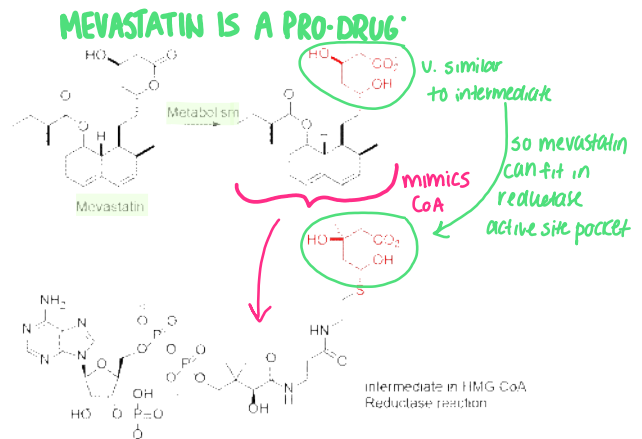 MEVASTATIN IS A PRO-DRUG
HO
O
O
O
O
H
Mevastatin
Metabolism
HO
CO2
OH
O
O
v. similar
to intermediate
so mevastatin
can fit in
reductase
active site pocket
mimics
CoA
HO
CO2
OH
S
NH2
N
N
N
N
O
HO
O
OH
P
O
O
O
P
O
O
P
O
O
O
OH
O
N
H
HN
O
intermediate in HMG CoA
Reductase reaction